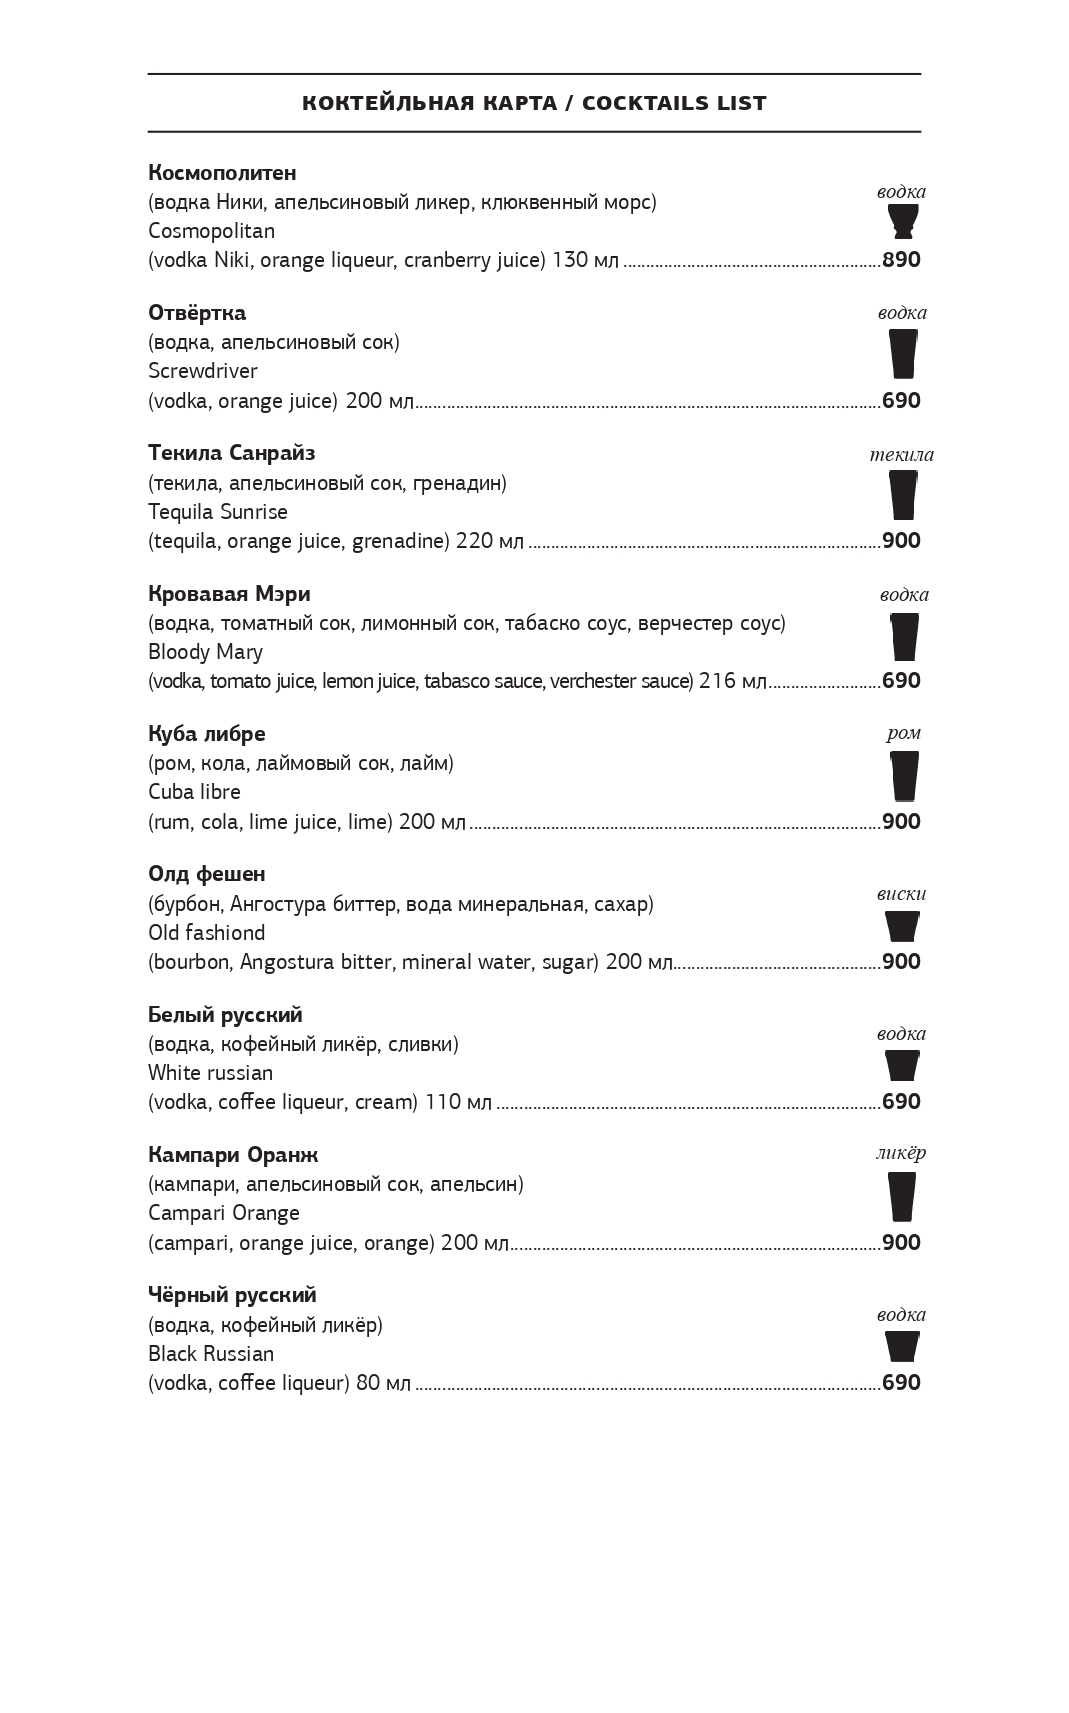 КОКТЕЙЛЬНАЯ КАРТА / COCKTAILS LIST
Космополитен
водка
(водка Ники, апельсиновый ликер, клюквенный морс)
Cosmopolitan
(vodka Niki, orange liqueur, cranberry juice) 130 мл ........................................................890
Отвёртка
водка
(водка, апельсиновый сок)
Screwdriver
(vodka, orange juice) 200 мл......................................................................................................690
Текила Санрайз
текила
(текила, апельсиновый сок, гренадин)
Tequila Sunrise
(tequila, orange juice, grenadine) 220 мл .............................................................................900
Кровавая Мэри
водка
(водка, томатный сок, лимонный сок, табаско соус, верчестер соус)
Bloody Mary
(vodka, tomato juice, lemon juice, tabasco sauce, verchester sauce) 216 мл.........................690
Куба либре
ром
(ром, кола, лаймовый сок, лайм)
Cuba libre
(rum, cola, lime juice, lime) 200 мл ..........................................................................................900
Олд фешен
виски
(бурбон, Ангостура биттер, вода минеральная, сахар)
Old fashiond
(bourbon, Angostura bitter, mineral water, sugar) 200 мл..............................................900
Белый русский
водка
(водка, кофейный ликёр, сливки)
White russian
(vodka, coffee liqueur, cream) 110 мл ....................................................................................690
Кампари Оранж
ликёр
(кампари, апельсиновый сок, апельсин)
Campari Orange
(campari, orange juice, orange) 200 мл.................................................................................900
Чёрный русский
водка
(водка, кофейный ликёр)
Black Russian
(vodka, coffee liqueur) 80 мл ......................................................................................................690